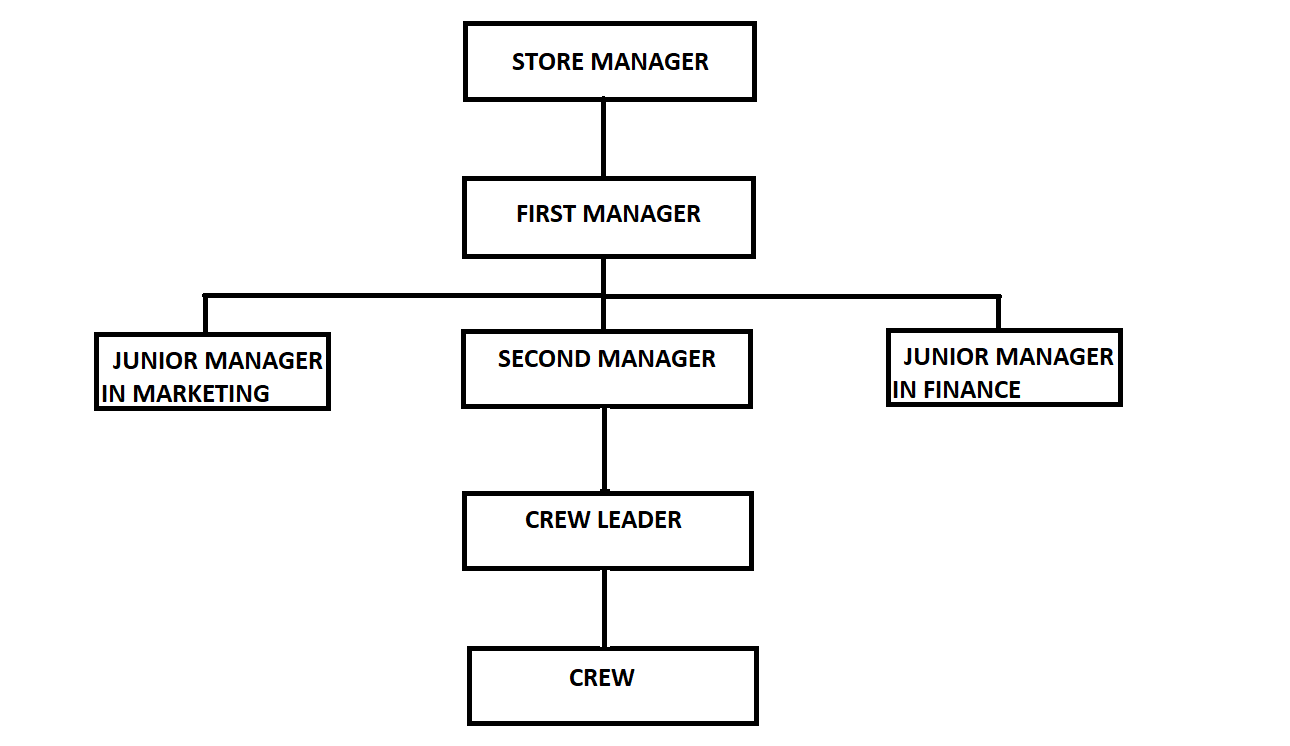 STORE MANAGER
FIRST MANAGER
JUNIOR MANAGER
IN MARKETING
SECOND MANAGER
JUNIOR MANAGER
IN FINANCE
CREW LEADER
CREW